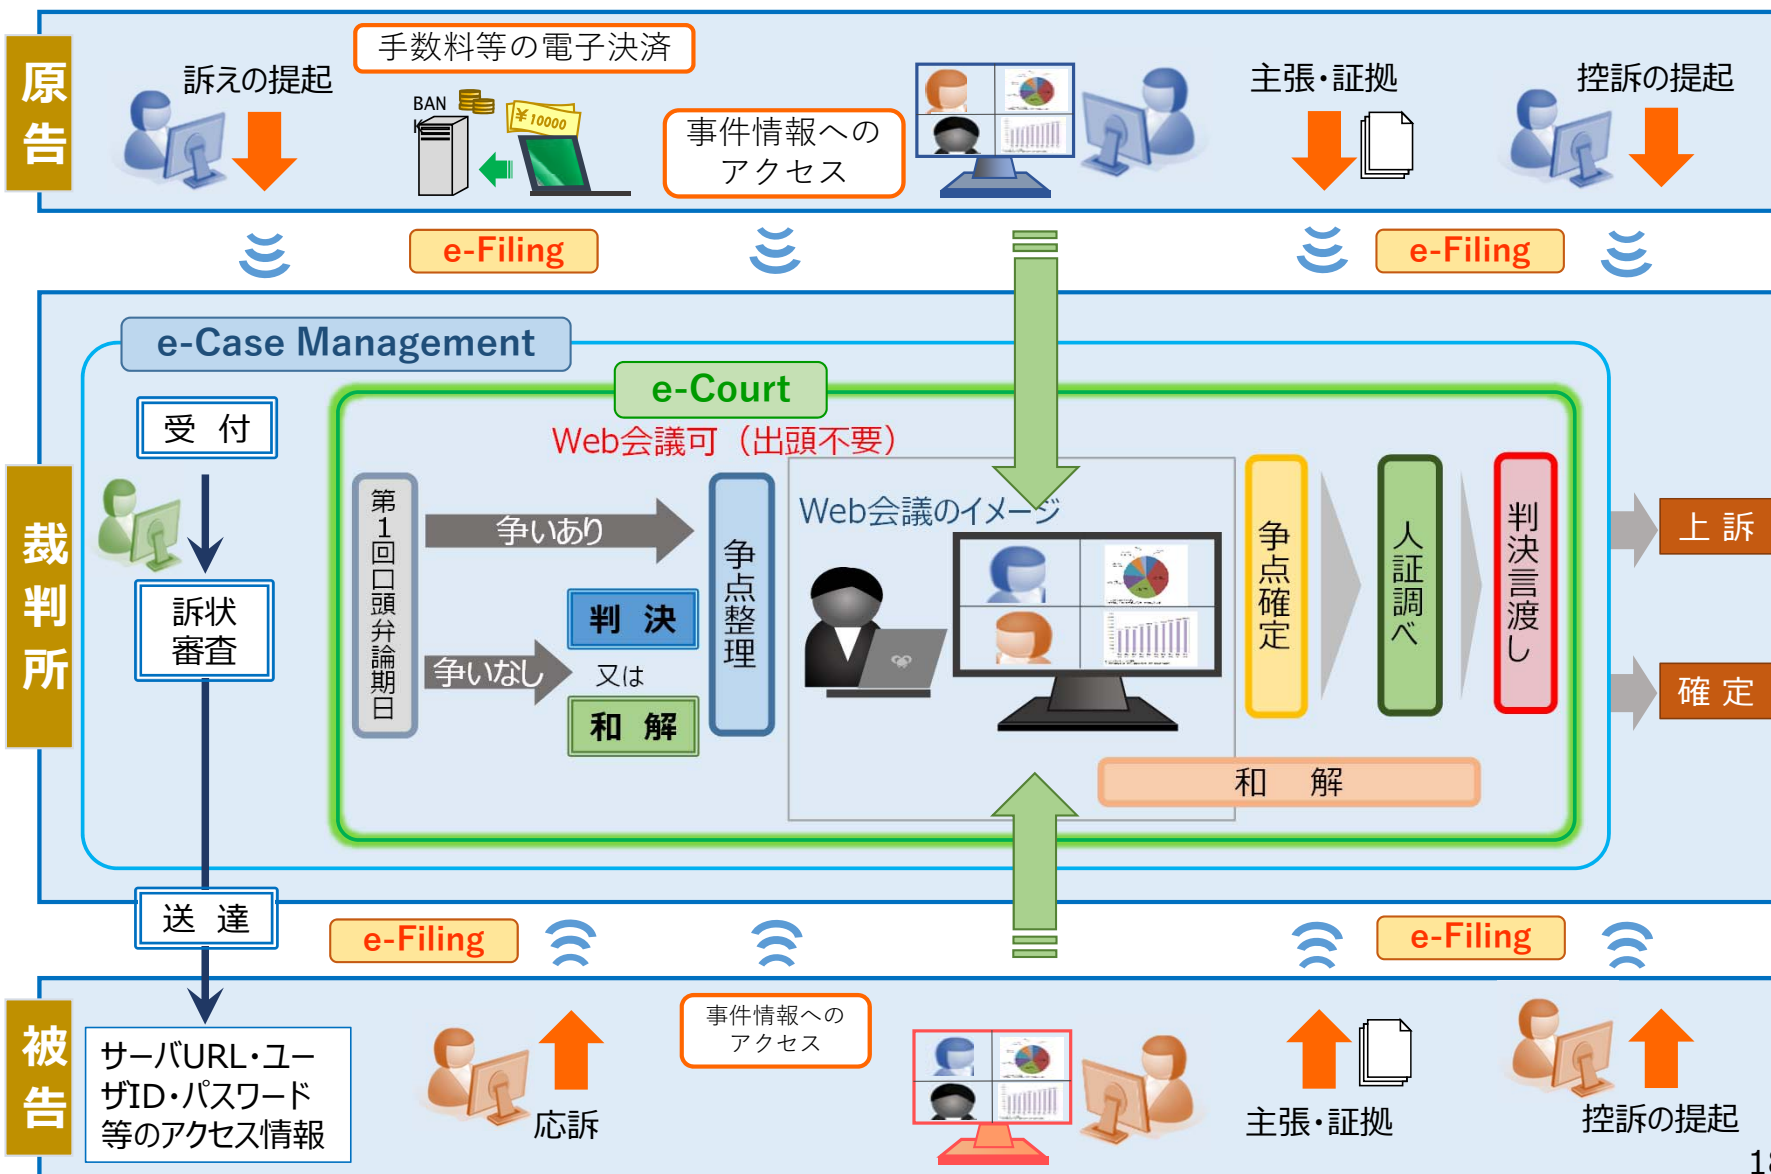 原告
訴えの提起
手数料等の電子決済
BAN
K
¥10000
事件情報への
アクセス
主張・証拠
控訴の提起
e-Filing
e-Filing
裁判所
e-Case Management
e-Court
Web会議可（出頭不要）
受付
訴状
審査
送達
第1回口頭弁論期日
争いあり
争いなし
判決
又は
和解
争点整理
Web会議のイメージ
争点確定
人証調べ
判決言渡し
和解
上訴
確定
e-Filing
e-Filing
被告
サーバURL・ユー
ザID・パスワード
等のアクセス情報
応訴
事件情報への
アクセス
主張・証拠
控訴の提起